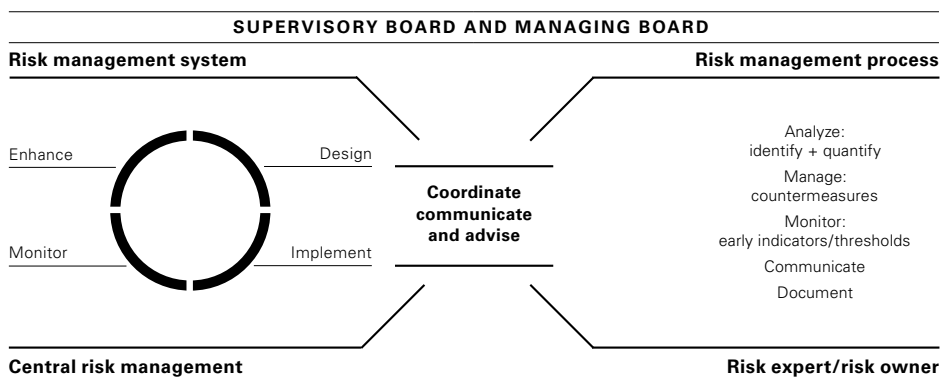 SUPERVISORY BOARD AND MANAGING BOARD
Risk management system
Risk management process
Enhance
Design
Monitor
Implement
Coordinate
communicate
and advise
Analyze:
identify + quantify
Manage:
countermeasures
Monitor:
early indicators/thresholds
Communicate
Document
Central risk management
Risk expert/risk owner